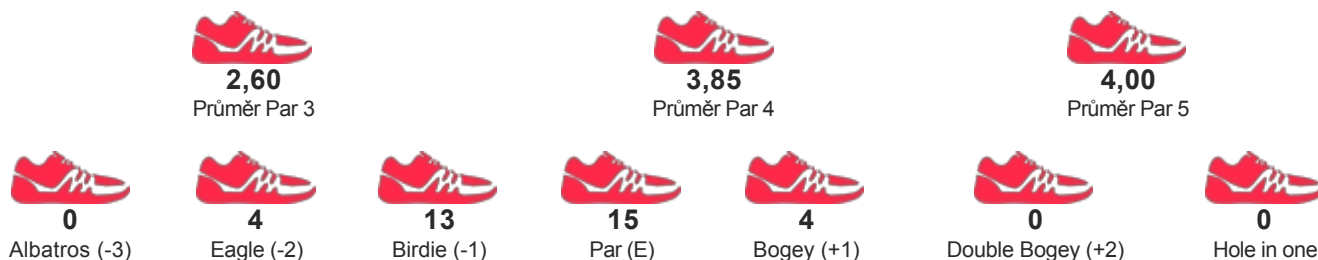 2,60
Průměr Par 3
3,85
Průměr Par 4
4,00
Průměr Par 5
0
Albatros (-3)
4
Eagle (-2)
13
Birdie (-1)
15
Par (E)
4
Bogey (+1)
0
Double Bogey (+2)
0
Hole in one